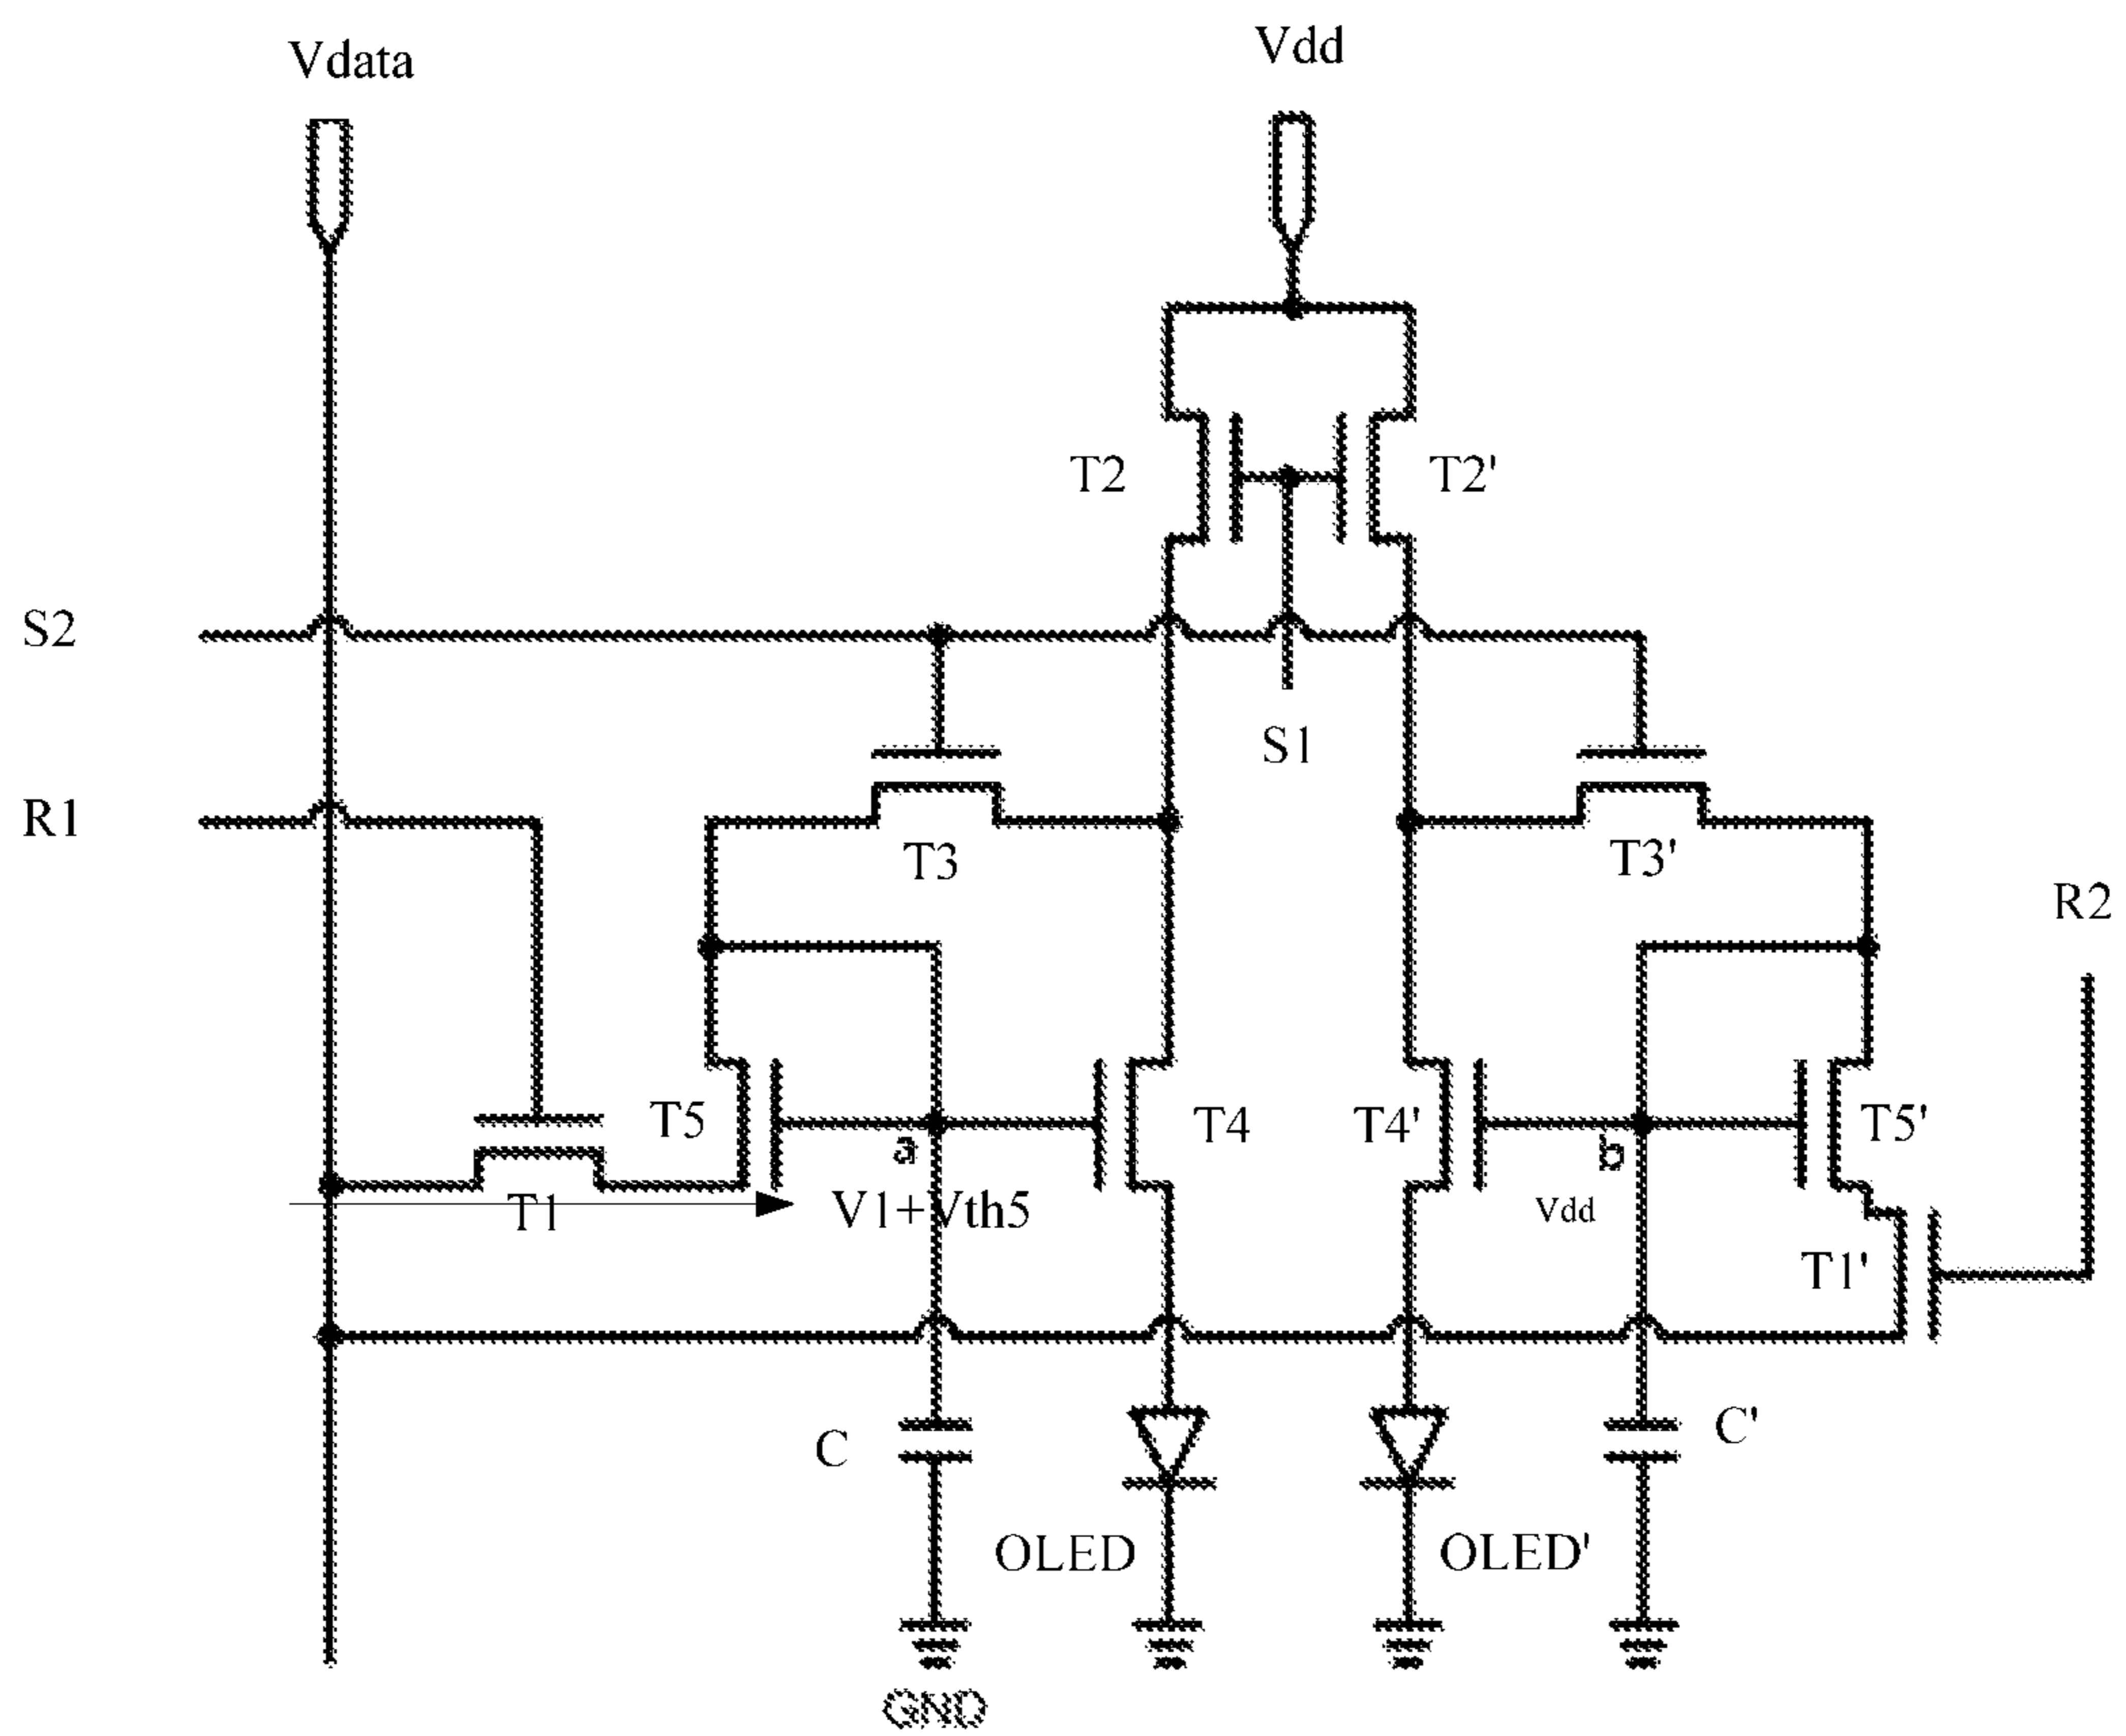 Vdata
Vdd
T2
T2'
S2
S1
R1
T3
T3'
R2
T5
T4
T4'
T5'
a
b
T1
V1+Vth5
Vdd
T1'
C
C'
OLED
OLED'
GND